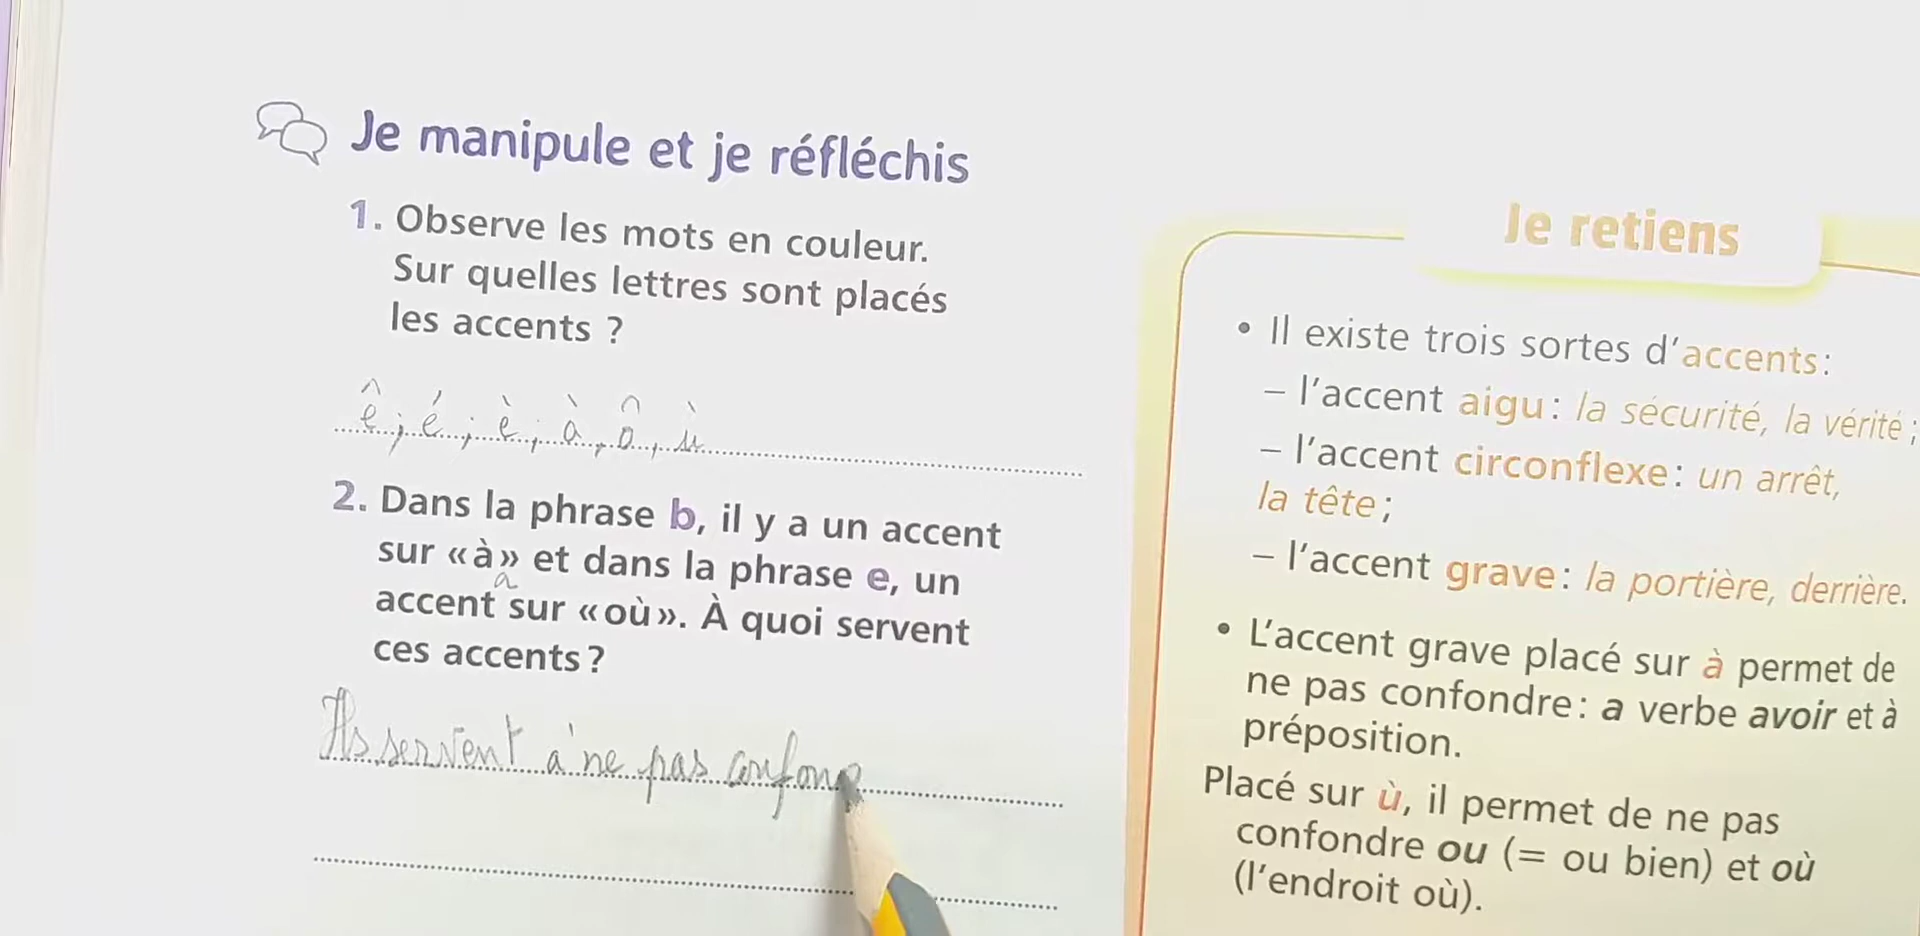 Je manipule et je réfléchis
1. Observe les mots en couleur.
Sur quelles lettres sont placés
les accents ?
ê ; é ; è , à , ô , ù
2. Dans la phrase b, il y a un accent
sur « à » et dans la phrase e, un
a
accent sur « où ». À quoi servent
ces accents ?
Ils servent à ne pas confon
Je retiens
• Il existe trois sortes d'accents :
– l'accent aigu : la sécurité, la vérité ;
– l'accent circonflexe : un arrêt,
la tête ;
– l'accent grave : la portière, derrière.
• L'accent grave placé sur à permet de
ne pas confondre : a verbe avoir et à
préposition.
Placé sur ù, il permet de ne pas
confondre ou (= ou bien) et où
(l'endroit où).